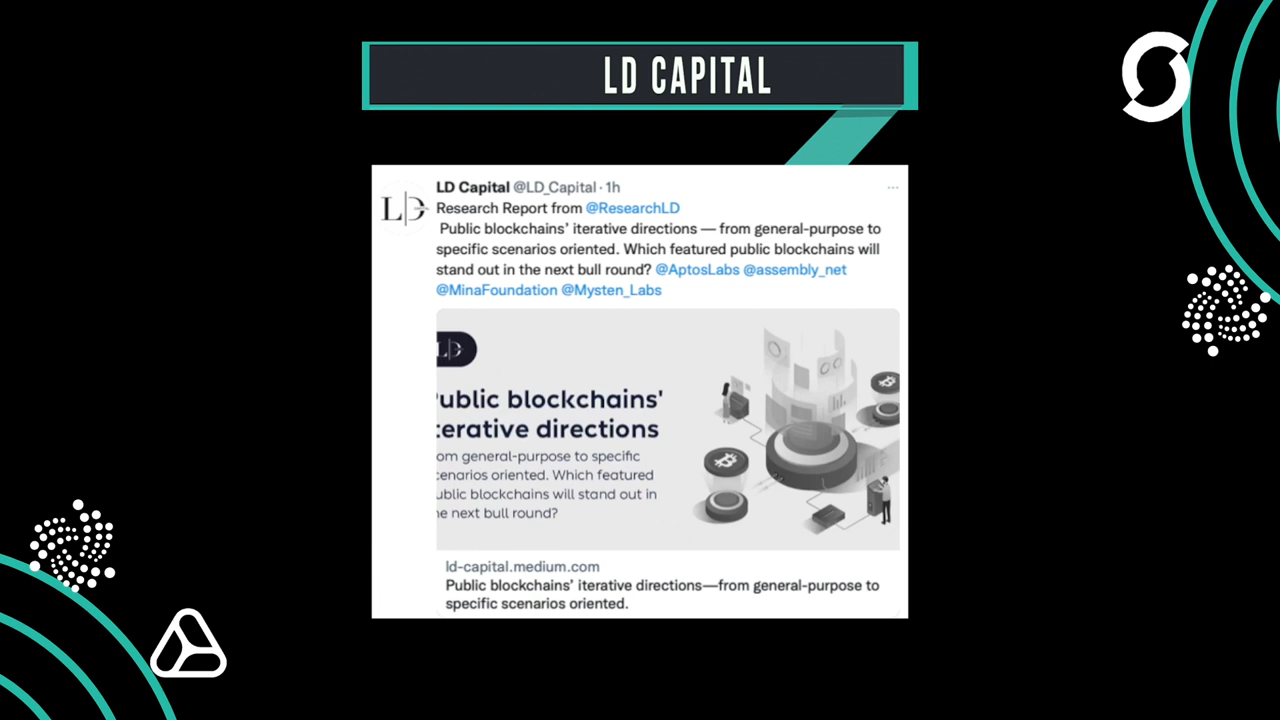 LD CAPITAL
LD Capital @LD_Capital · 1h
Research Report from @ResearchLD
Public blockchains’ iterative directions — from general-purpose to
specific scenarios oriented. Which featured public blockchains will
stand out in the next bull round? @AptosLabs @assembly_net
@MinaFoundation @Mysten_Labs
LD
LD
ublic blockchains'
terative directions
om general-purpose to specific
cenarios oriented. Which featured
ublic blockchains will stand out in
he next bull round?
ld-capital.medium.com
Public blockchains’ iterative directions—from general-purpose to
specific scenarios oriented.